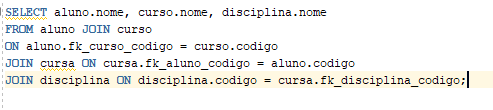 SELECT aluno.nome, curso.nome, disciplina.nome
FROM aluno JOIN curso
ON aluno.fk_curso_codigo = curso.codigo
JOIN cursa ON cursa.fk_aluno_codigo = aluno.codigo
JOIN disciplina ON disciplina.codigo = cursa.fk_disciplina_codigo;